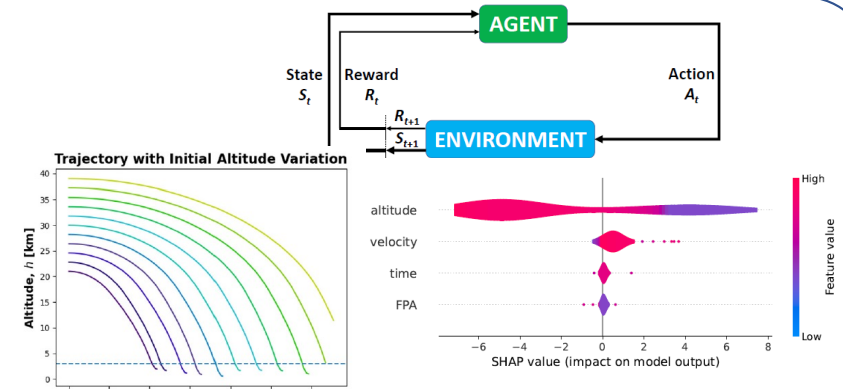 AGENT
State
S_t
Reward
R_t
Action
A_t
R_t+1
S_t+1
ENVIRONMENT
Trajectory with Initial Altitude Variation
Altitude, h [km]
40
35
30
25
20
15
10
5
0
altitude
velocity
time
FPA
−6
−4
−2
0
2
4
6
8
SHAP value (impact on model output)
High
Feature value
Low